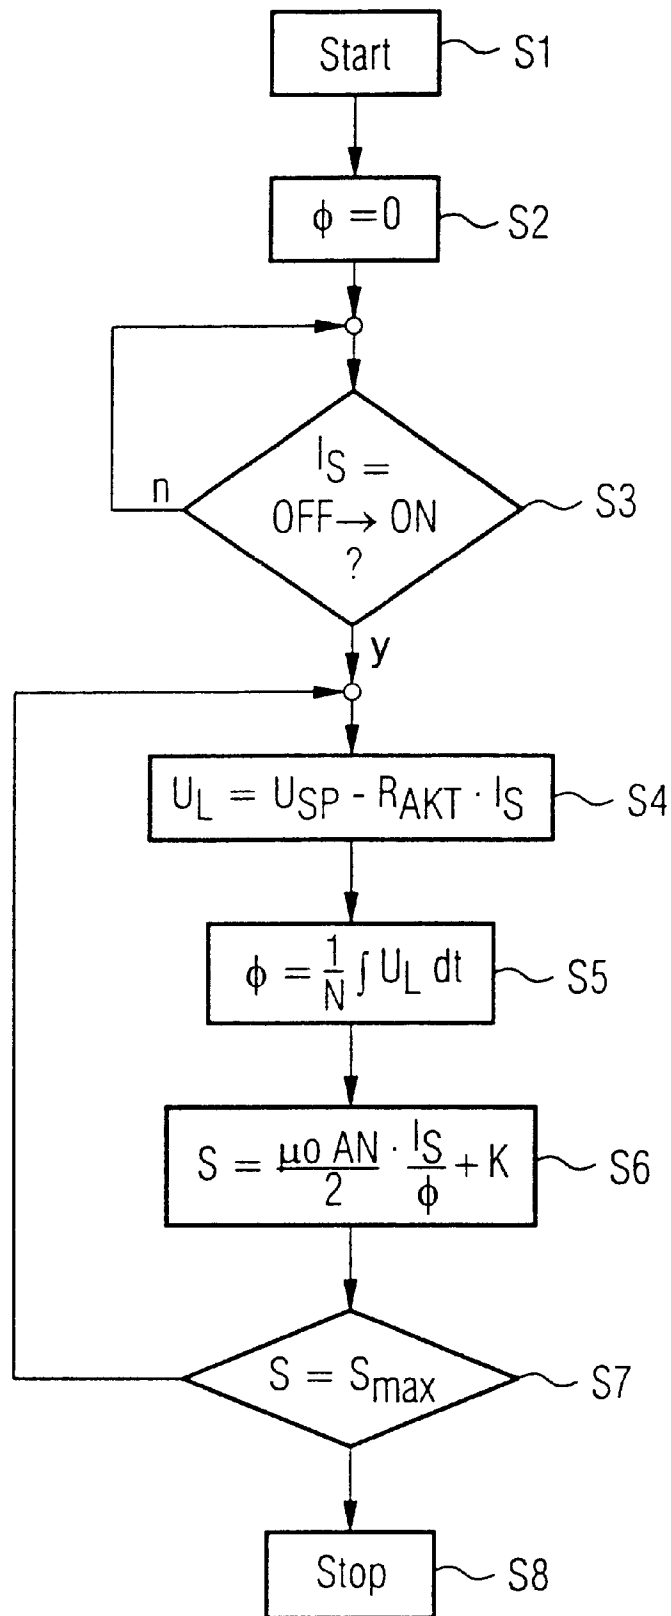 Start S1
ϕ = 0 S2
I_S =
n OFF → ON S3
?
y
U_L = U_SP - R_AKT · I_S S4
ϕ = 1/N ∫ U_L dt S5
S = μo AN/2 · I_S/ϕ + K S6
S = S_max S7
Stop S8